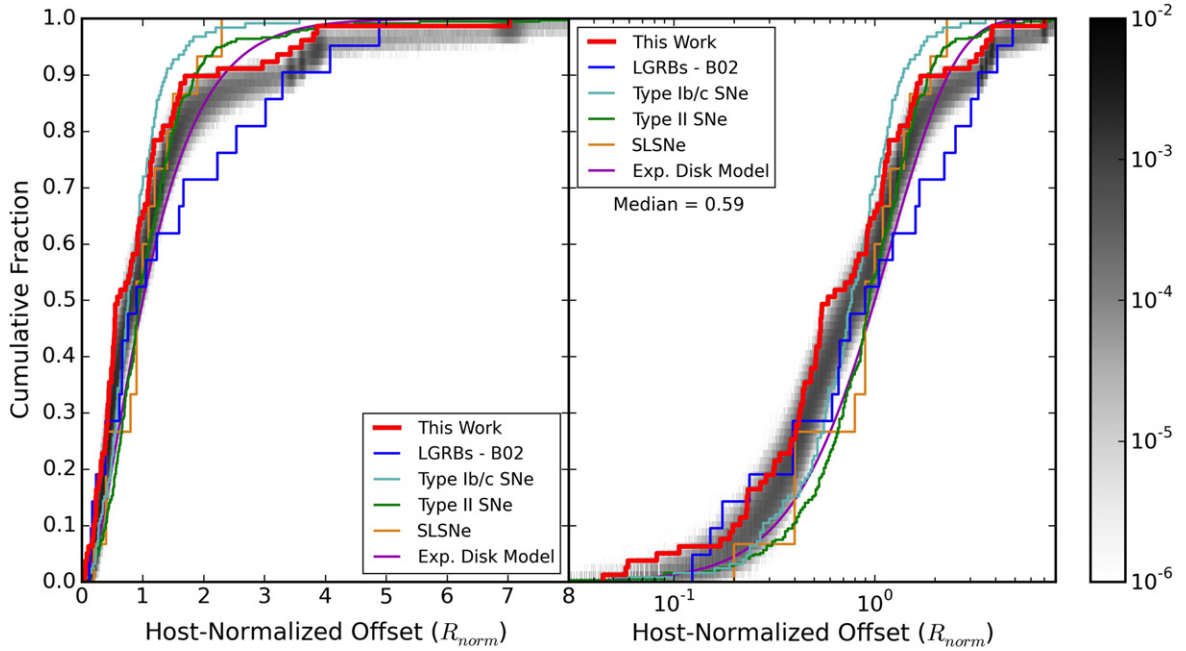 Cumulative Fraction
1.0
0.9
0.8
0.7
0.6
0.5
0.4
0.3
0.2
0.1
0.0
This Work
LGRBs - B02
Type Ib/c SNe
Type II SNe
SLSNe
Exp. Disk Model
0 1 2 3 4 5 6 7 8
Host-Normalized Offset (R_norm)
This Work
LGRBs - B02
Type Ib/c SNe
Type II SNe
SLSNe
Exp. Disk Model
Median = 0.59
10^-1 10^0
Host-Normalized Offset (R_norm)
10^-2
10^-3
10^-4
10^-5
10^-6